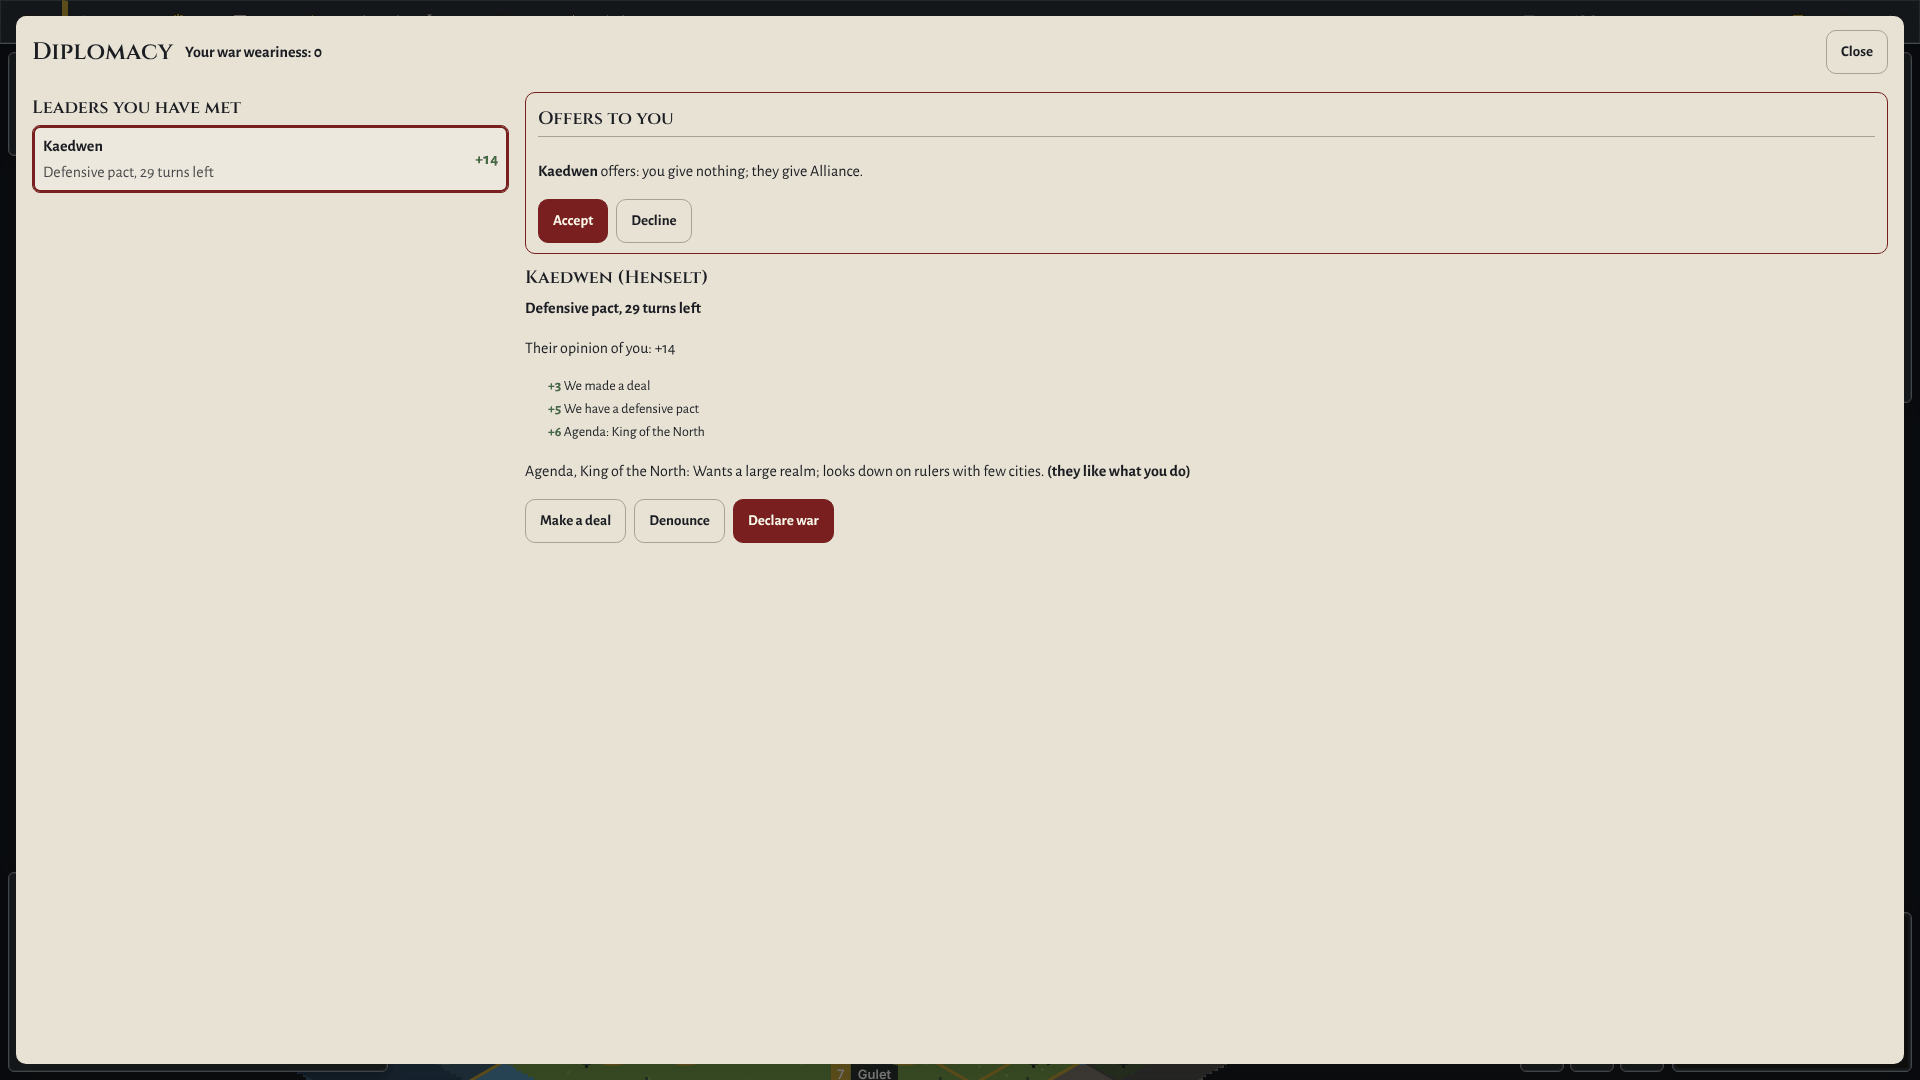 Diplomacy Your war weariness: 0
Close
Leaders you have met
Kaedwen
Defensive pact, 29 turns left
+14
Offers to you
Kaedwen offers: you give nothing; they give Alliance.
Accept Decline
Kaedwen (Henselt)
Defensive pact, 29 turns left
Their opinion of you: +14
+3 We made a deal
+5 We have a defensive pact
+6 Agenda: King of the North
Agenda, King of the North: Wants a large realm; looks down on rulers with few cities. (they like what you do)
Make a deal Denounce Declare war
7 Gulet